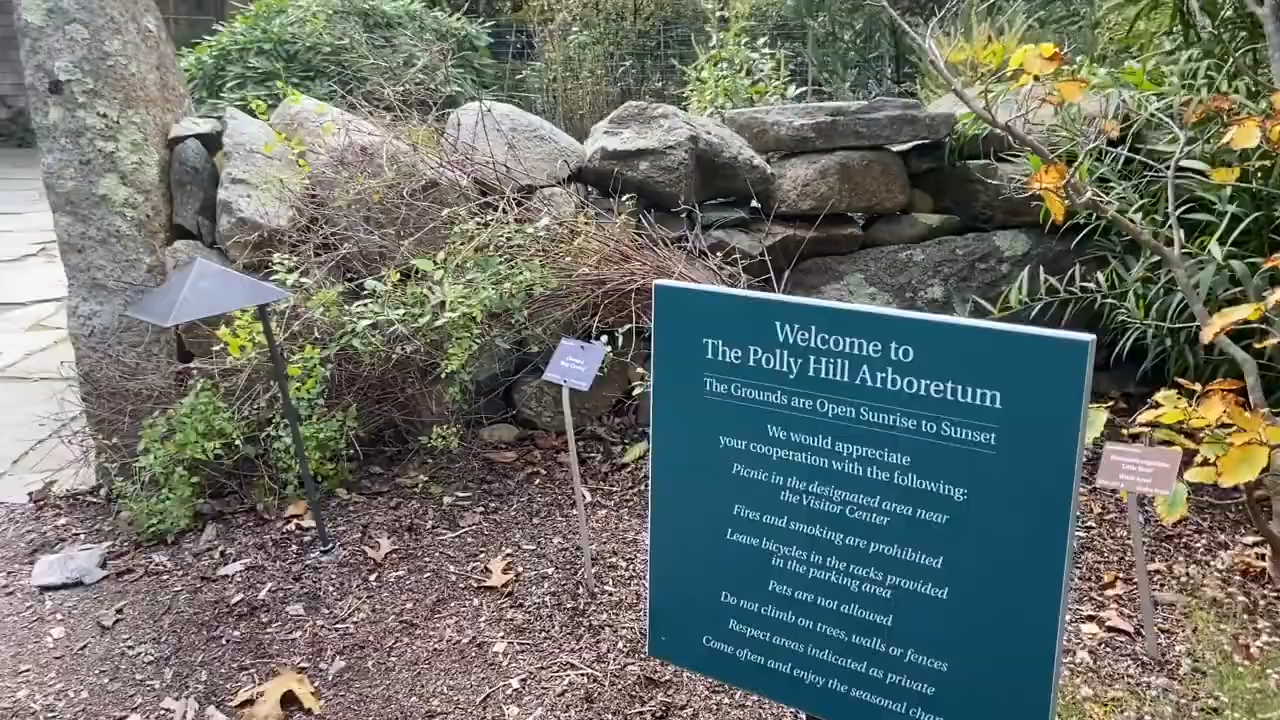 Welcome to
The Polly Hill Arboretum
The Grounds are Open Sunrise to Sunset
We would appreciate
your cooperation with the following:
Picnic in the designated area near
the Visitor Center
Fires and smoking are prohibited
Leave bicycles in the racks provided
in the parking area
Pets are not allowed
Do not climb on trees, walls or fences
Respect areas indicated as private
Come often and enjoy the seasonal